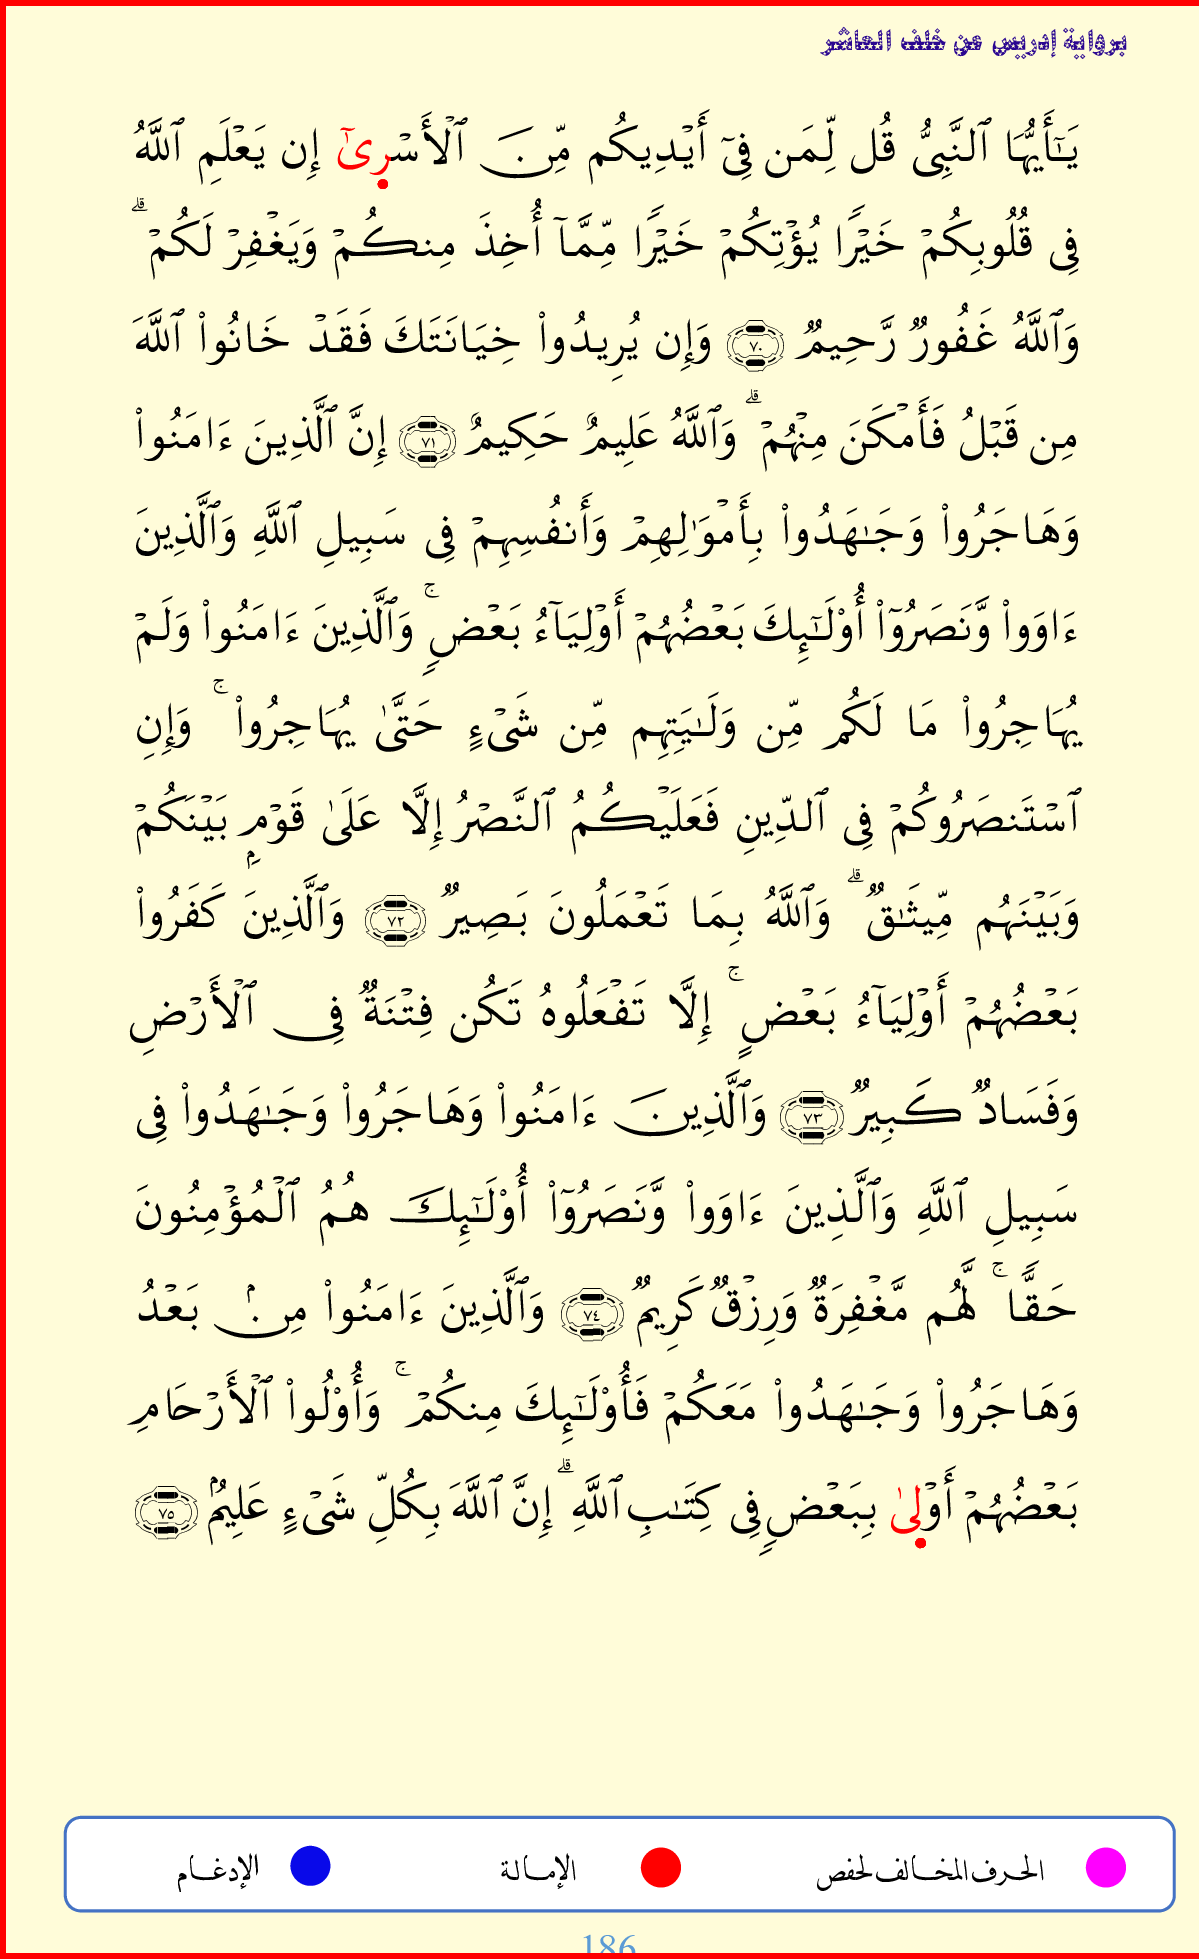 برواية إدريس عن خلف العاشر
يَٰٓأَيُّهَا ٱلنَّبِىُّ قُل لِّمَن فِىٓ أَيْدِيكُم مِّنَ ٱلْأَسْرِىٰٓ إِن يَعْلَمِ ٱللَّهُ
فِى قُلُوبِكُمْ خَيْرًا يُؤْتِكُمْ خَيْرًا مِّمَّآ أُخِذَ مِنكُمْ وَيَغْفِرْ لَكُمْ ۗ
وَٱللَّهُ غَفُورٌ رَّحِيمٌ ٧٠ وَإِن يُرِيدُوا۟ خِيَانَتَكَ فَقَدْ خَانُوا۟ ٱللَّهَ
مِن قَبْلُ فَأَمْكَنَ مِنْهُمْ ۗ وَٱللَّهُ عَلِيمٌ حَكِيمٌ ٧١ إِنَّ ٱلَّذِينَ ءَامَنُوا۟
وَهَاجَرُوا۟ وَجَٰهَدُوا۟ بِأَمْوَٰلِهِمْ وَأَنفُسِهِمْ فِى سَبِيلِ ٱللَّهِ وَٱلَّذِينَ
ءَاوَوا۟ وَّنَصَرُوٓا۟ أُو۟لَٰٓئِكَ بَعْضُهُمْ أَوْلِيَآءُ بَعْضٍ ۚ وَٱلَّذِينَ ءَامَنُوا۟ وَلَمْ
يُهَاجِرُوا۟ مَا لَكُم مِّن وَلَٰيَتِهِم مِّن شَىْءٍ حَتَّىٰ يُهَاجِرُوا۟ ۚ وَإِنِ
ٱسْتَنصَرُوكُمْ فِى ٱلدِّينِ فَعَلَيْكُمُ ٱلنَّصْرُ إِلَّا عَلَىٰ قَوْمٍۭ بَيْنَكُمْ
وَبَيْنَهُم مِّيثَٰقٌ ۗ وَٱللَّهُ بِمَا تَعْمَلُونَ بَصِيرٌ ٧٢ وَٱلَّذِينَ كَفَرُوا۟
بَعْضُهُمْ أَوْلِيَآءُ بَعْضٍ ۚ إِلَّا تَفْعَلُوهُ تَكُن فِتْنَةٌ فِى ٱلْأَرْضِ
وَفَسَادٌ كَبِيرٌ ٧٣ وَٱلَّذِينَ ءَامَنُوا۟ وَهَاجَرُوا۟ وَجَٰهَدُوا۟ فِى
سَبِيلِ ٱللَّهِ وَٱلَّذِينَ ءَاوَوا۟ وَّنَصَرُوٓا۟ أُو۟لَٰٓئِكَ هُمُ ٱلْمُؤْمِنُونَ
حَقًّا ۚ لَّهُم مَّغْفِرَةٌ وَرِزْقٌ كَرِيمٌ ٧٤ وَٱلَّذِينَ ءَامَنُوا۟ مِنۢ بَعْدُ
وَهَاجَرُوا۟ وَجَٰهَدُوا۟ مَعَكُمْ فَأُو۟لَٰٓئِكَ مِنكُمْ ۚ وَأُو۟لُوا۟ ٱلْأَرْحَامِ
بَعْضُهُمْ أَوْلِىٰ بِبَعْضٍ فِى كِتَٰبِ ٱللَّهِ ۗ إِنَّ ٱللَّهَ بِكُلِّ شَىْءٍ عَلِيمٌۢ ٧٥
الحرف المخالف لحفص الإمالة الإدغام
186